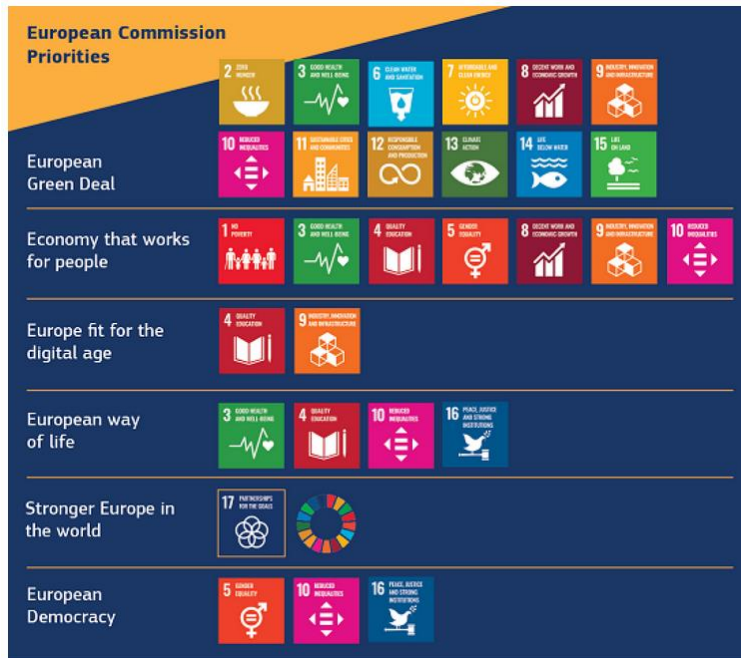 European Commission
Priorities
2 ZERO
HUNGER
3 GOOD HEALTH
AND WELL-BEING
6 CLEAN WATER
AND SANITATION
7 AFFORDABLE AND
CLEAN ENERGY
8 DECENT WORK AND
ECONOMIC GROWTH
9 INDUSTRY, INNOVATION
AND INFRASTRUCTURE
European
Green Deal
10 REDUCED
INEQUALITIES
11 SUSTAINABLE CITIES
AND COMMUNITIES
12 RESPONSIBLE
CONSUMPTION
AND PRODUCTION
13 CLIMATE
ACTION
14 LIFE
BELOW WATER
15 LIFE
ON LAND
Economy that works
for people
1 NO
POVERTY
3 GOOD HEALTH
AND WELL-BEING
4 QUALITY
EDUCATION
5 GENDER
EQUALITY
8 DECENT WORK AND
ECONOMIC GROWTH
9 INDUSTRY, INNOVATION
AND INFRASTRUCTURE
10 REDUCED
INEQUALITIES
Europe fit for the
digital age
4 QUALITY
EDUCATION
9 INDUSTRY, INNOVATION
AND INFRASTRUCTURE
European way
of life
3 GOOD HEALTH
AND WELL-BEING
4 QUALITY
EDUCATION
10 REDUCED
INEQUALITIES
16 PEACE, JUSTICE
AND STRONG
INSTITUTIONS
Stronger Europe in
the world
17 PARTNERSHIPS
FOR THE GOALS
European
Democracy
5 GENDER
EQUALITY
10 REDUCED
INEQUALITIES
16 PEACE, JUSTICE
AND STRONG
INSTITUTIONS